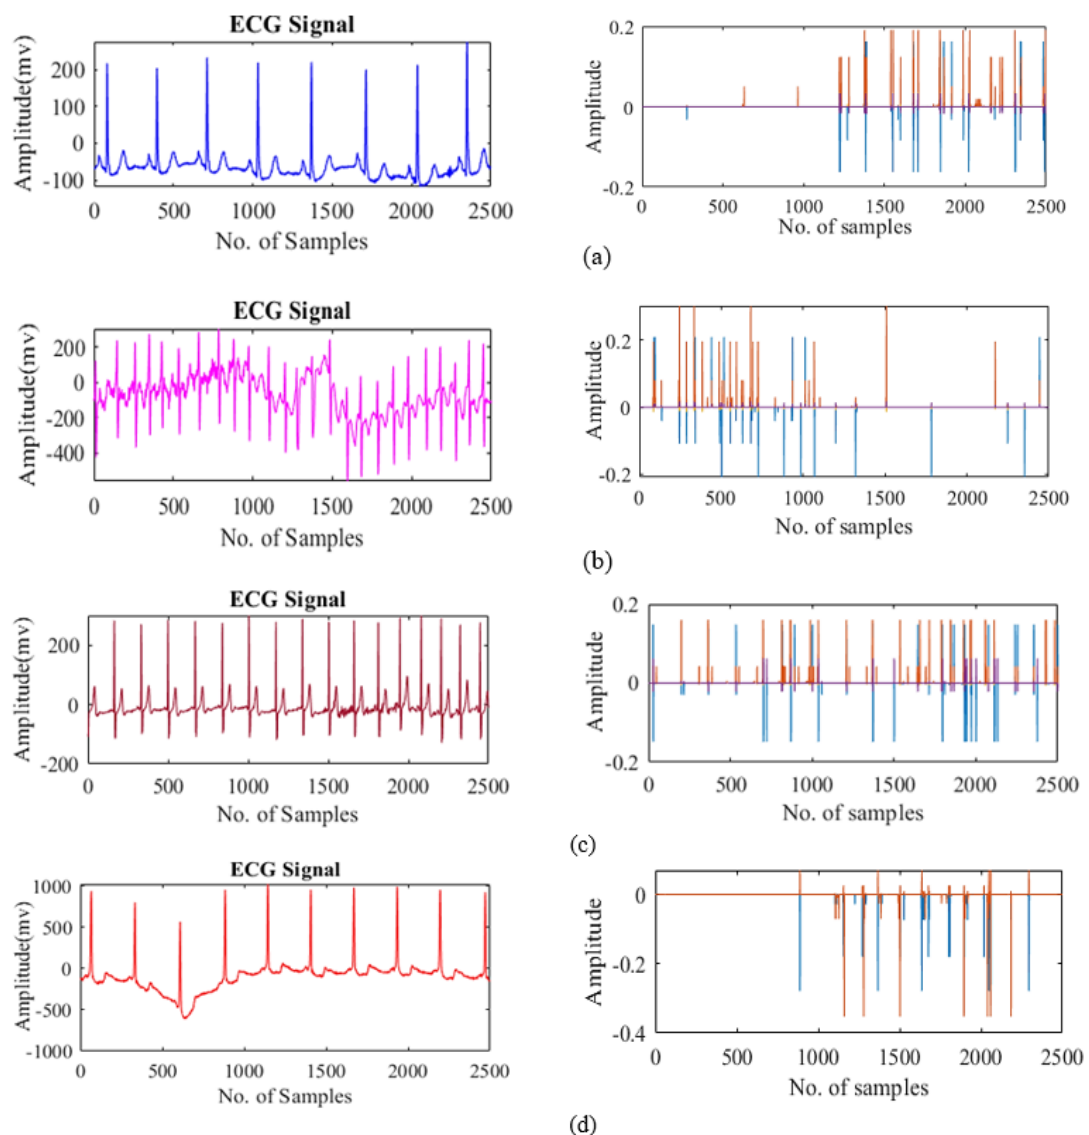 ECG Signal
Amplitude(mv)
200
100
0
-100
0 500 1000 1500 2000 2500
No. of Samples
Amplitude
0.2
0
-0.2
0 500 1000 1500 2000 2500
No. of samples
(a)
ECG Signal
Amplitude(mv)
200
0
-200
-400
0 500 1000 1500 2000 2500
No. of Samples
Amplitude
0.2
0
-0.2
0 500 1000 1500 2000 2500
No. of samples
(b)
ECG Signal
Amplitude(mv)
200
0
-200
0 500 1000 1500 2000 2500
No. of Samples
Amplitude
0.2
0
-0.2
0 500 1000 1500 2000 2500
No. of samples
(c)
ECG Signal
Amplitude(mv)
1000
500
0
-500
-1000
0 500 1000 1500 2000 2500
No. of Samples
Amplitude
0
-0.2
-0.4
0 500 1000 1500 2000 2500
No. of samples
(d)